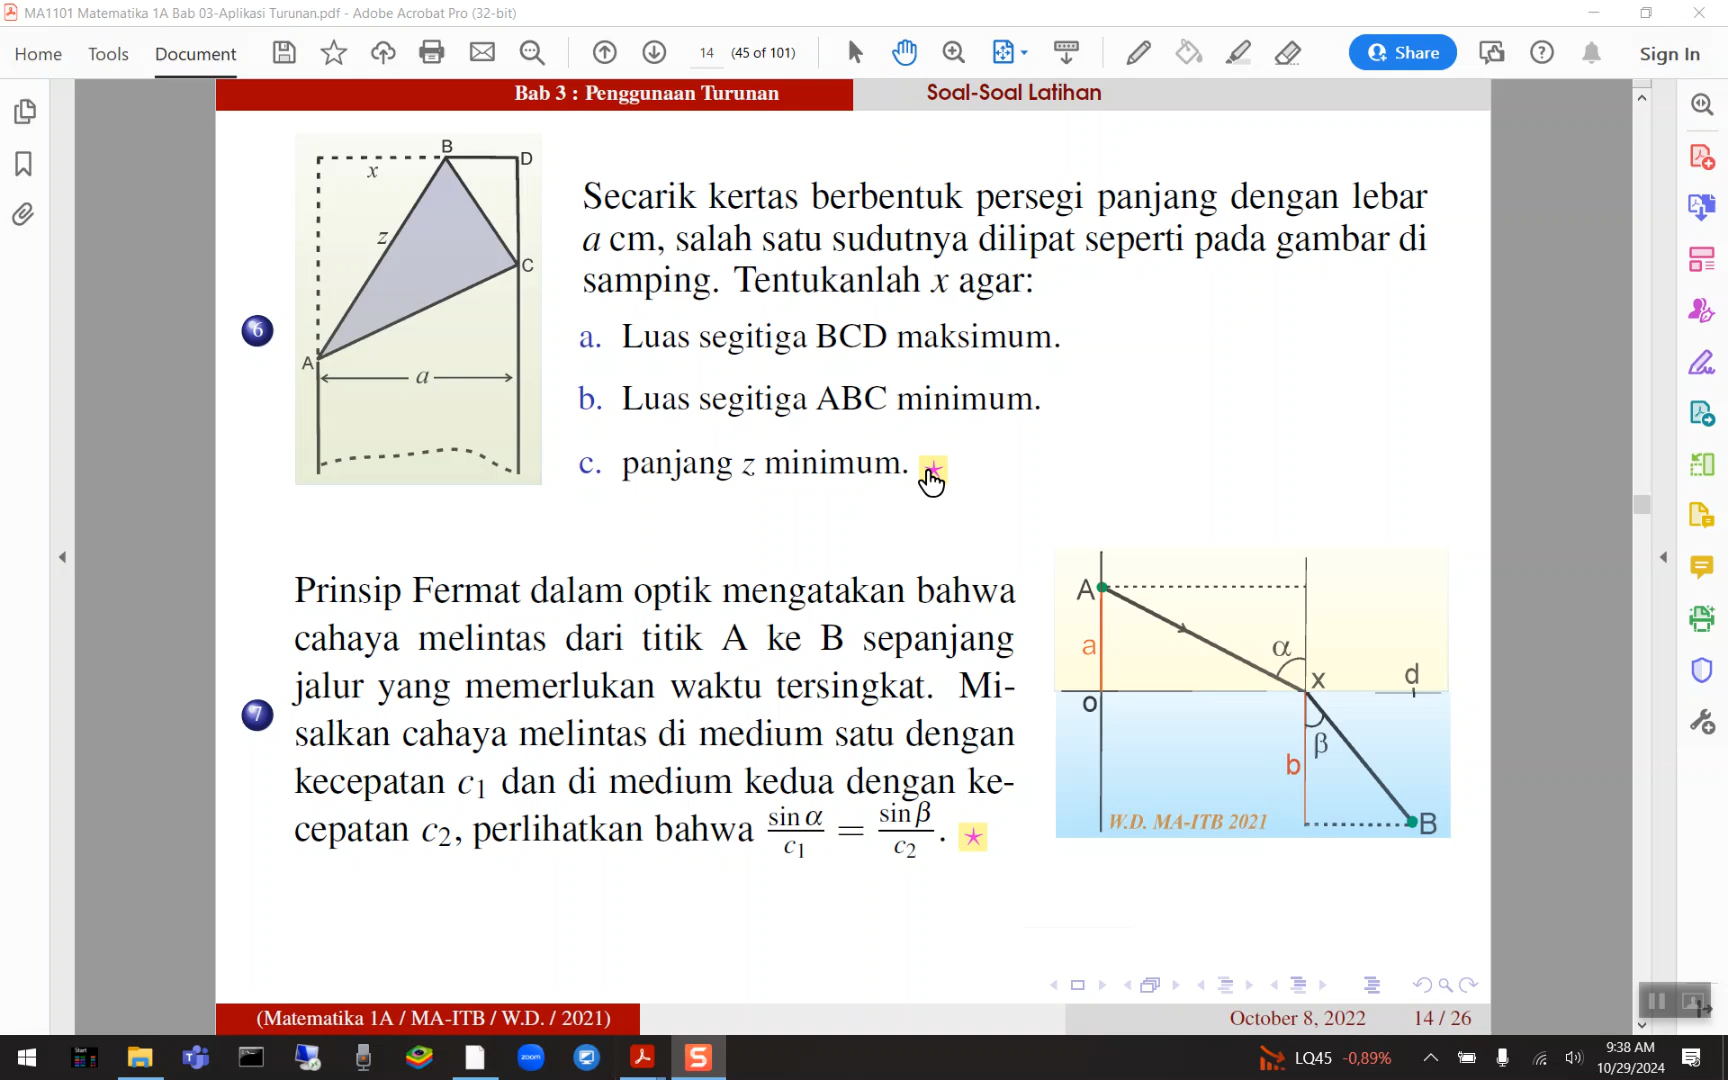 MA1101 Matematika 1A Bab 03-Aplikasi Turunan.pdf - Adobe Acrobat Pro (32-bit)
Home Tools Document 14 (45 of 101) Share Sign In
Bab 3 : Penggunaan Turunan Soal-Soal Latihan
B
D
x
z
C
A
a
6
Secarik kertas berbentuk persegi panjang dengan lebar
a cm, salah satu sudutnya dilipat seperti pada gambar di
samping. Tentukanlah x agar:
a. Luas segitiga BCD maksimum.
b. Luas segitiga ABC minimum.
c. panjang z minimum.
7
Prinsip Fermat dalam optik mengatakan bahwa
cahaya melintas dari titik A ke B sepanjang
jalur yang memerlukan waktu tersingkat. Mi-
salkan cahaya melintas di medium satu dengan
kecepatan c₁ dan di medium kedua dengan ke-
cepatan c₂, perlihatkan bahwa sin α / c₁ = sin β / c₂.
A
a
α
x
d
o
β
b
W.D. MA-ITB 2021
B
(Matematika 1A / MA-ITB / W.D. / 2021) October 8, 2022 14 / 26
zoom
LQ45 -0,89%
9:38 AM
10/29/2024